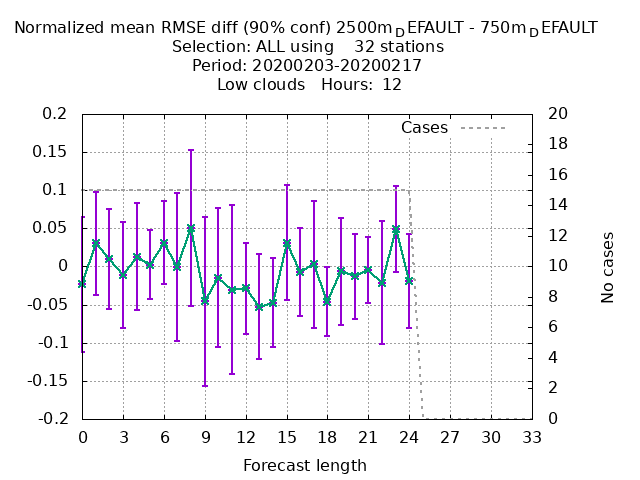 Normalized mean RMSE diff (90% conf) 2500m_DEFAULT - 750m_DEFAULT
Selection: ALL using    32 stations
Period: 20200203-20200217
Low clouds   Hours:  12
Cases
0.2
0.15
0.1
0.05
0
-0.05
-0.1
-0.15
-0.2
20
18
16
14
12
10
8
6
4
2
0
No cases
0 3 6 9 12 15 18 21 24 27 30 33
Forecast length